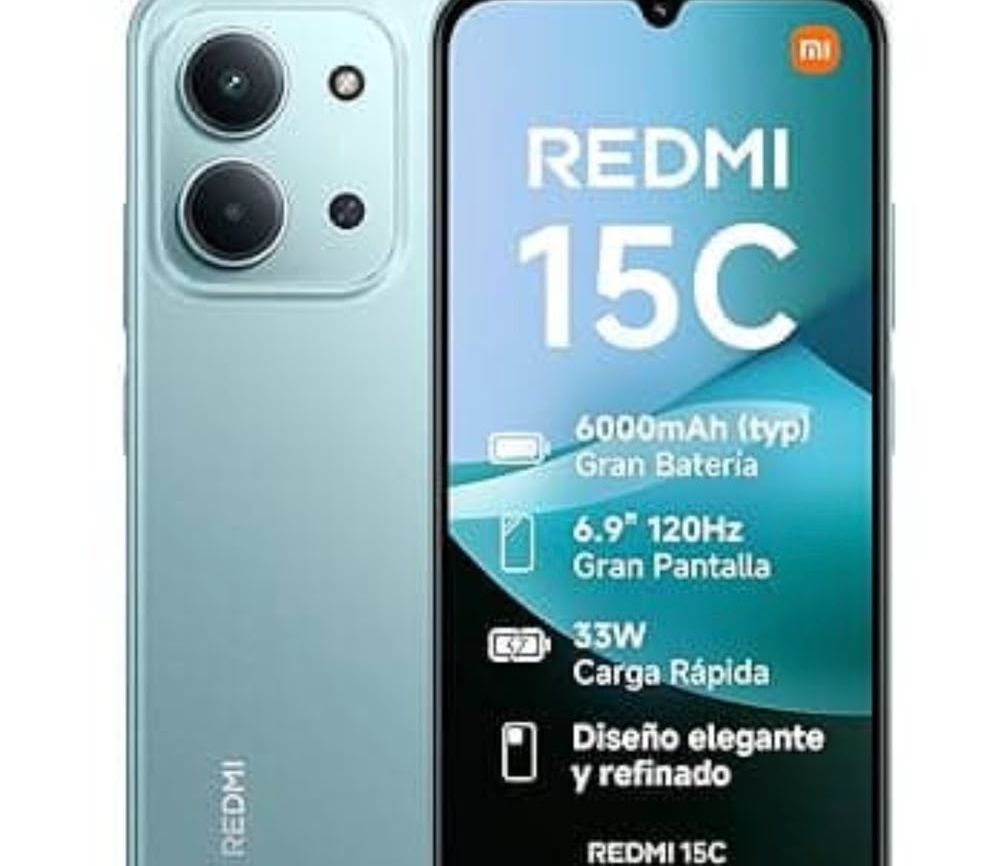 mi
REDMI
15C
6000mAh (typ)
Gran Batería
6.9" 120Hz
Gran Pantalla
33W
Carga Rápida
Diseño elegante
y refinado
REDMI 15C
REDMI